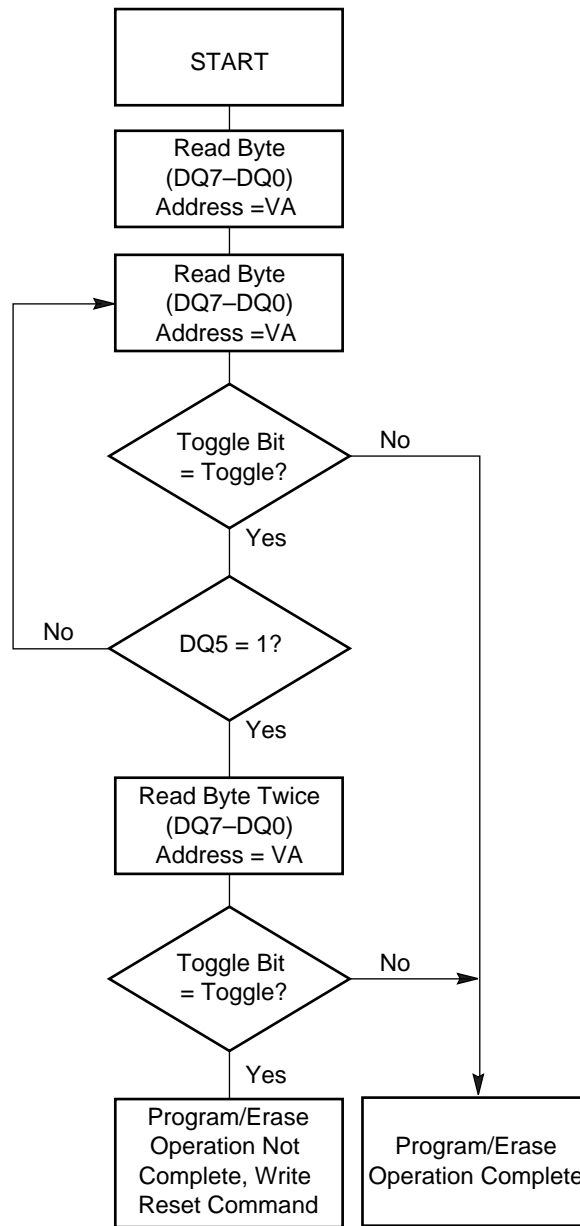 START
Read Byte
(DQ7–DQ0)
Address =VA
Read Byte
(DQ7–DQ0)
Address =VA
Toggle Bit
= Toggle?
No
Yes
No
DQ5 = 1?
Yes
Read Byte Twice
(DQ7–DQ0)
Address = VA
Toggle Bit
= Toggle?
No
Yes
Program/Erase
Operation Not
Complete, Write
Reset Command
Program/Erase
Operation Complete